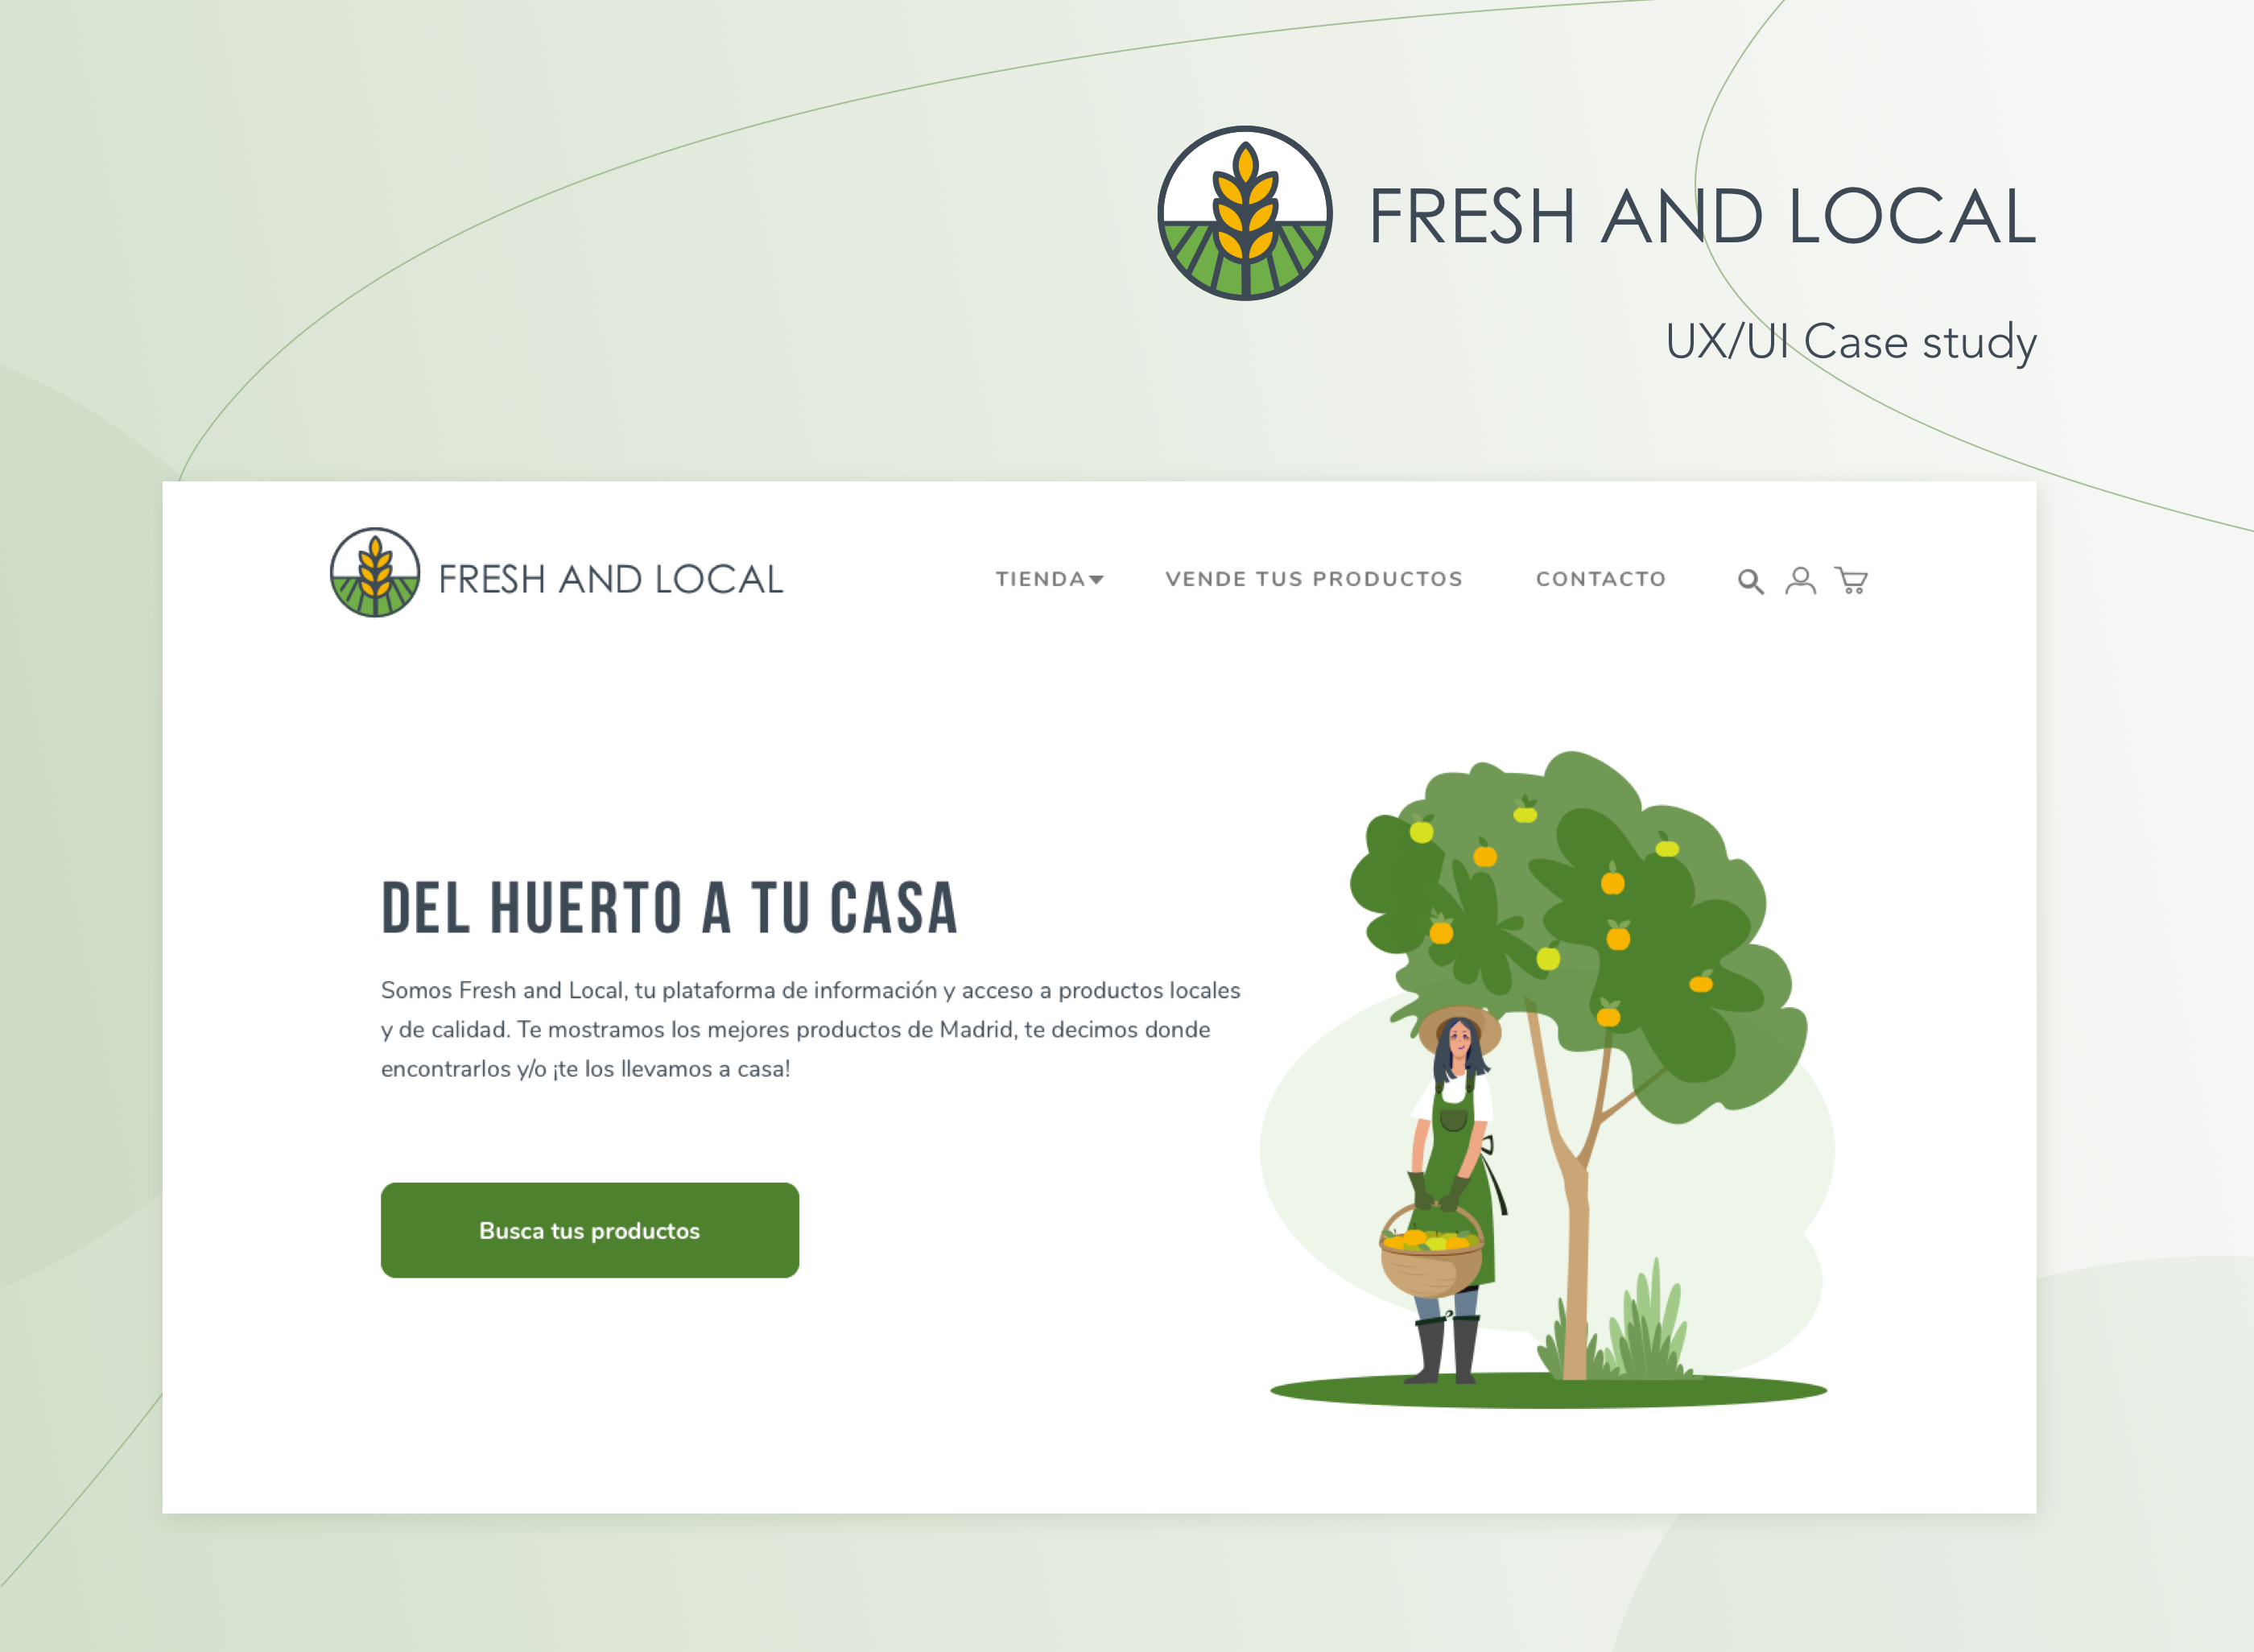 FRESH AND LOCAL
UX/UI Case study
FRESH AND LOCAL
TIENDA
VENDE TUS PRODUCTOS
CONTACTO
DEL HUERTO A TU CASA
Somos Fresh and Local, tu plataforma de información y acceso a productos locales
y de calidad. Te mostramos los mejores productos de Madrid, te decimos donde
encontrarlos y/o ¡te los llevamos a casa!
Busca tus productos